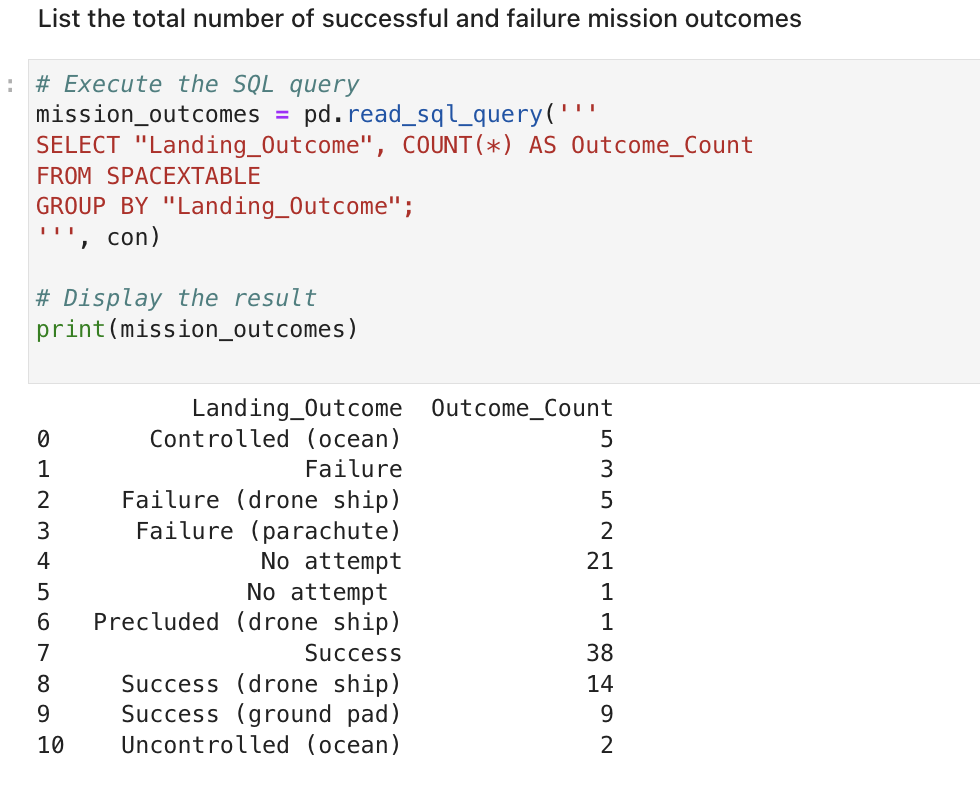 List the total number of successful and failure mission outcomes
: # Execute the SQL query
mission_outcomes = pd.read_sql_query('''
SELECT "Landing_Outcome", COUNT(*) AS Outcome_Count
FROM SPACEXTABLE
GROUP BY "Landing_Outcome";
''', con)
# Display the result
print(mission_outcomes)
Landing_Outcome Outcome_Count
0 Controlled (ocean) 5
1 Failure 3
2 Failure (drone ship) 5
3 Failure (parachute) 2
4 No attempt 21
5 No attempt 1
6 Precluded (drone ship) 1
7 Success 38
8 Success (drone ship) 14
9 Success (ground pad) 9
10 Uncontrolled (ocean) 2